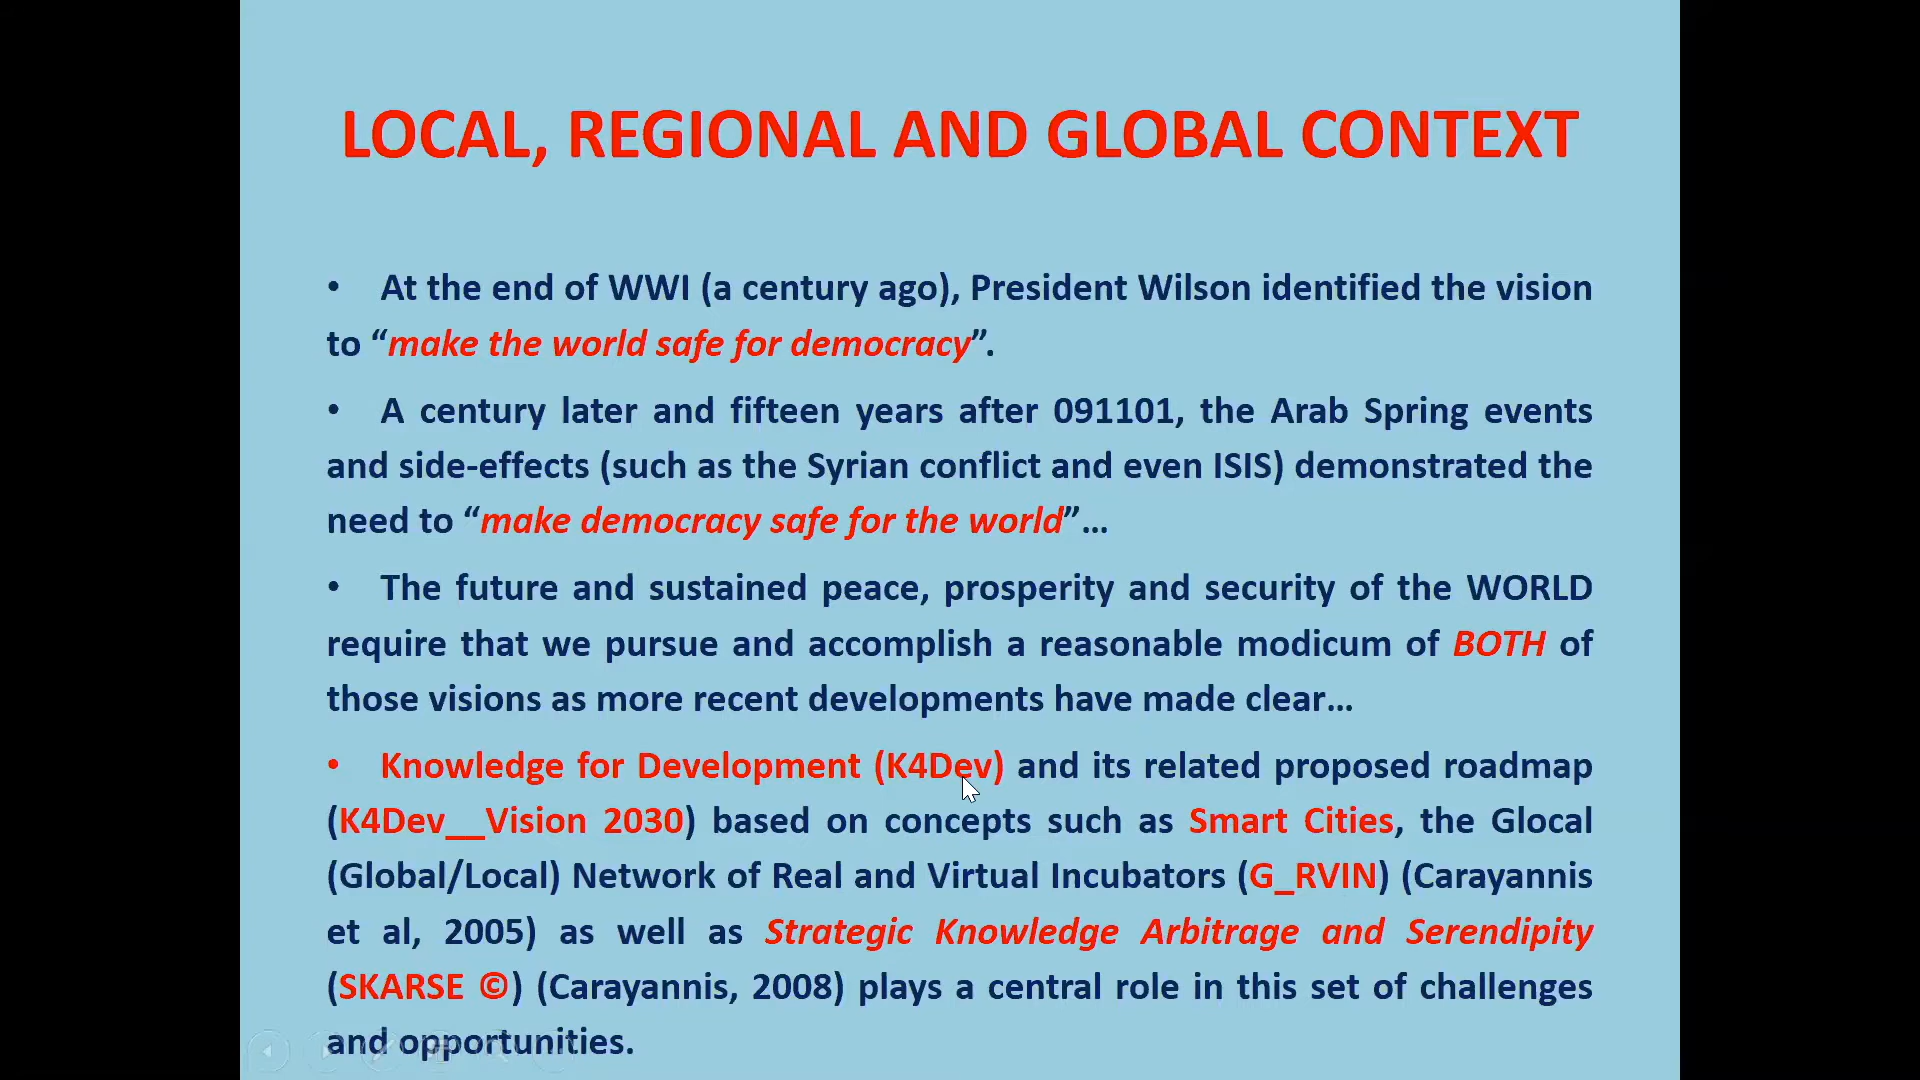 LOCAL, REGIONAL AND GLOBAL CONTEXT
• At the end of WWI (a century ago), President Wilson identified the vision
to “make the world safe for democracy”.
• A century later and fifteen years after 091101, the Arab Spring events
and side-effects (such as the Syrian conflict and even ISIS) demonstrated the
need to “make democracy safe for the world”…
• The future and sustained peace, prosperity and security of the WORLD
require that we pursue and accomplish a reasonable modicum of BOTH of
those visions as more recent developments have made clear…
• Knowledge for Development (K4Dev) and its related proposed roadmap
(K4Dev__Vision 2030) based on concepts such as Smart Cities, the Glocal
(Global/Local) Network of Real and Virtual Incubators (G_RVIN) (Carayannis
et al, 2005) as well as Strategic Knowledge Arbitrage and Serendipity
(SKARSE ©) (Carayannis, 2008) plays a central role in this set of challenges
and opportunities.